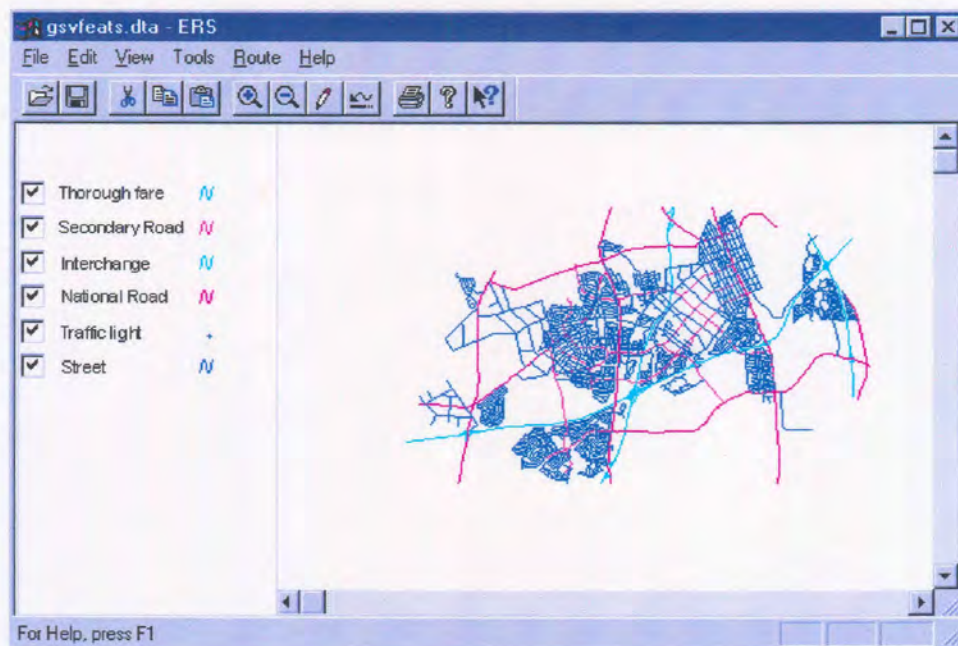 gsvfeats.dta - ERS
File Edit View Tools Route Help
Thorough fare
Secondary Road
Interchange
National Road
Traffic light
Street
For Help, press F1